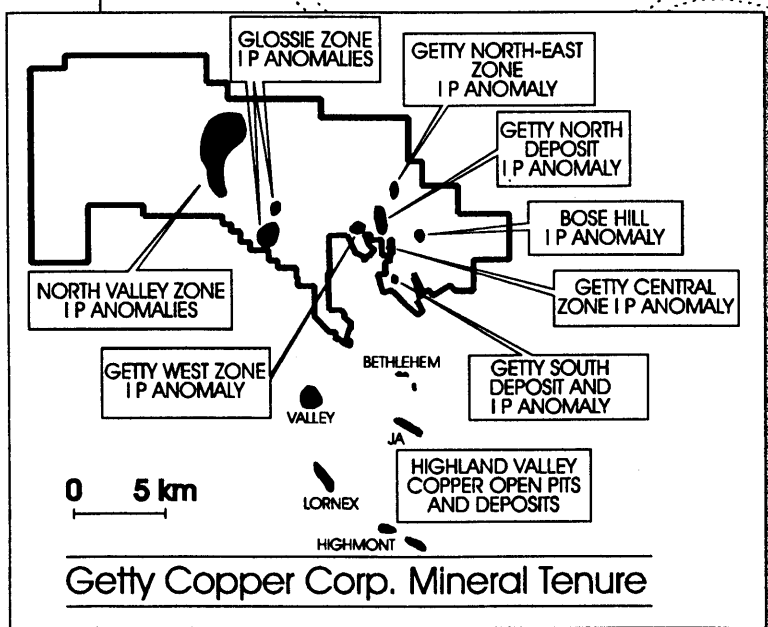 GLOSSIE ZONE
I P ANOMALIES
GETTY NORTH-EAST
ZONE
I P ANOMALY
GETTY NORTH
DEPOSIT
I P ANOMALY
BOSE HILL
I P ANOMALY
NORTH VALLEY ZONE
I P ANOMALIES
GETTY CENTRAL
ZONE I P ANOMALY
GETTY WEST ZONE
I P ANOMALY
BETHLEHEM
GETTY SOUTH
DEPOSIT AND
I P ANOMALY
VALLEY
JA
HIGHLAND VALLEY
COPPER OPEN PITS
AND DEPOSITS
0 5 km
LORNEX
HIGHMONT
Getty Copper Corp. Mineral Tenure